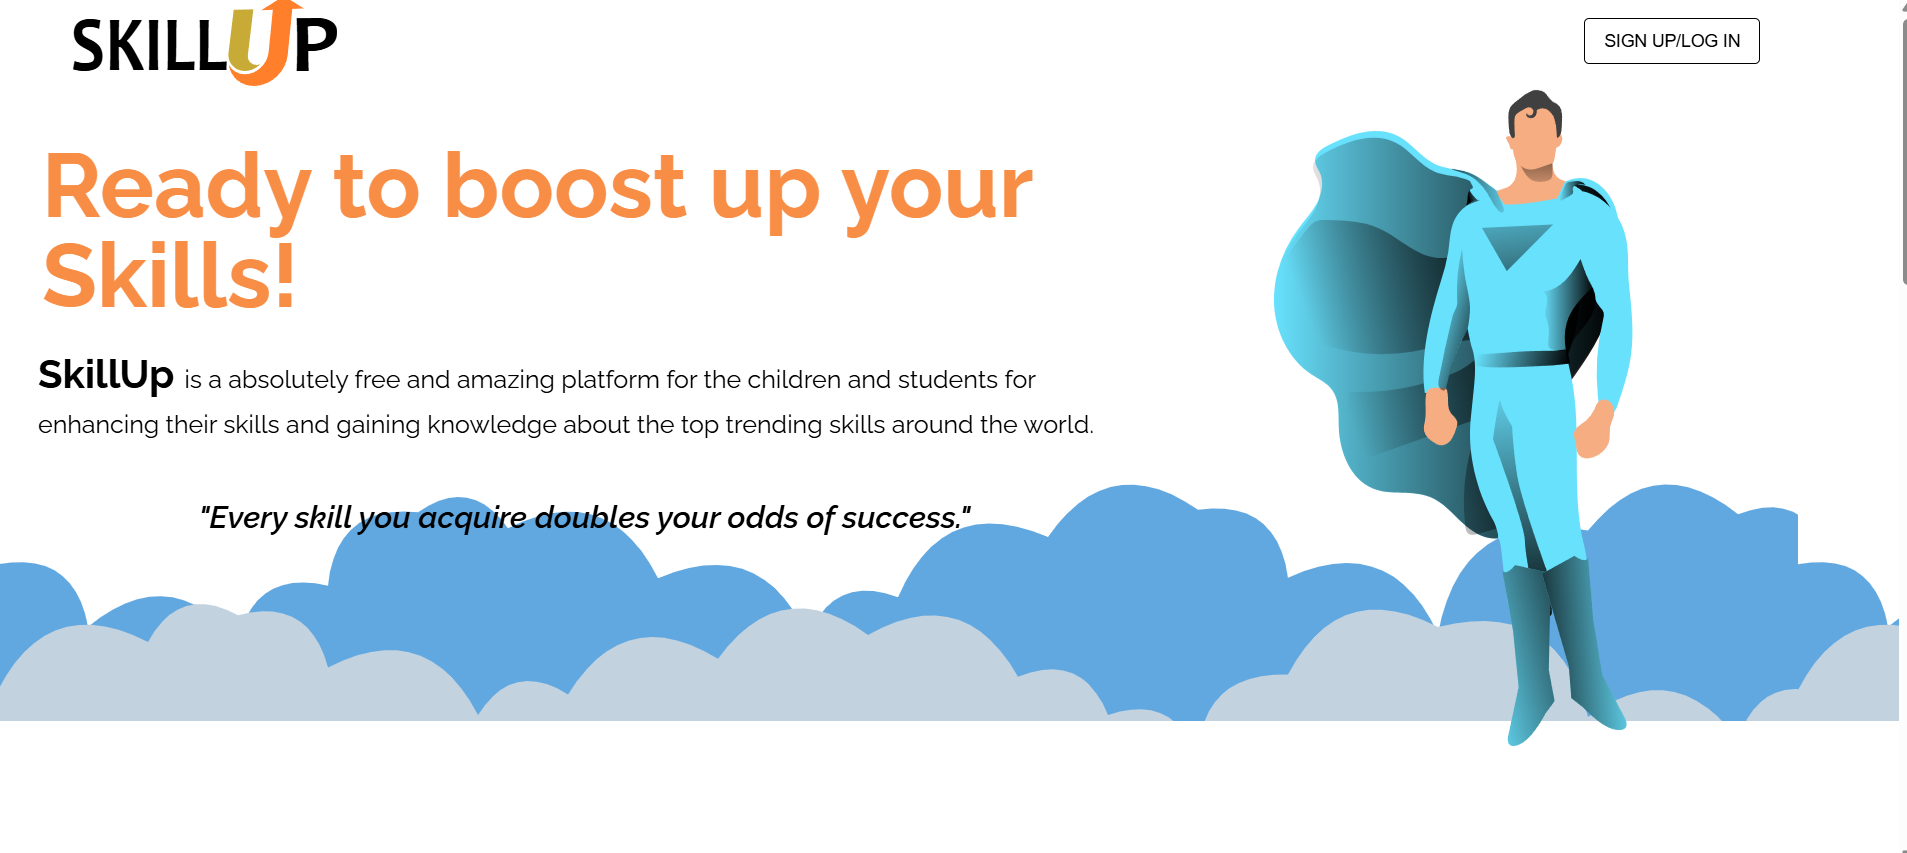 SKILLUP
SIGN UP/LOG IN
Ready to boost up your
Skills!
SkillUp is a absolutely free and amazing platform for the children and students for
enhancing their skills and gaining knowledge about the top trending skills around the world.
"Every skill you acquire doubles your odds of success."